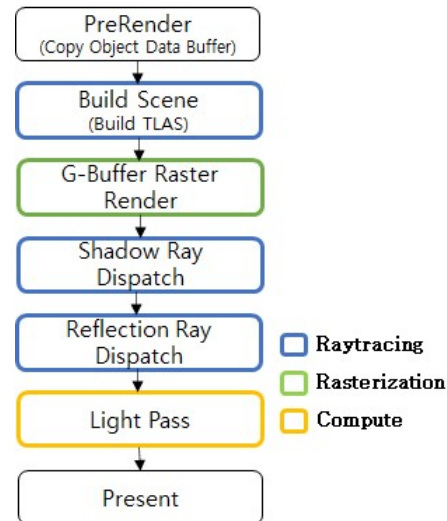 PreRender
(Copy Object Data Buffer)
Build Scene
(Build TLAS)
G-Buffer Raster
Render
Shadow Ray
Dispatch
Reflection Ray
Dispatch
Light Pass
Present
Raytracing
Rasterization
Compute